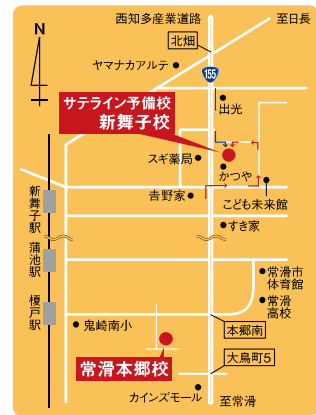 西知多産業道路
至日長
N
北畑
ヤマナカアルテ
155
出光
サテライン予備校
新舞子校
スギ薬局
かつや
吉野家
こども未来館
新舞子駅
すき家
蒲池駅
常滑市
体育館
榎戸駅
常滑
高校
鬼崎南小
本郷南
常滑本郷校
大鳥町5
カインズモール
至常滑